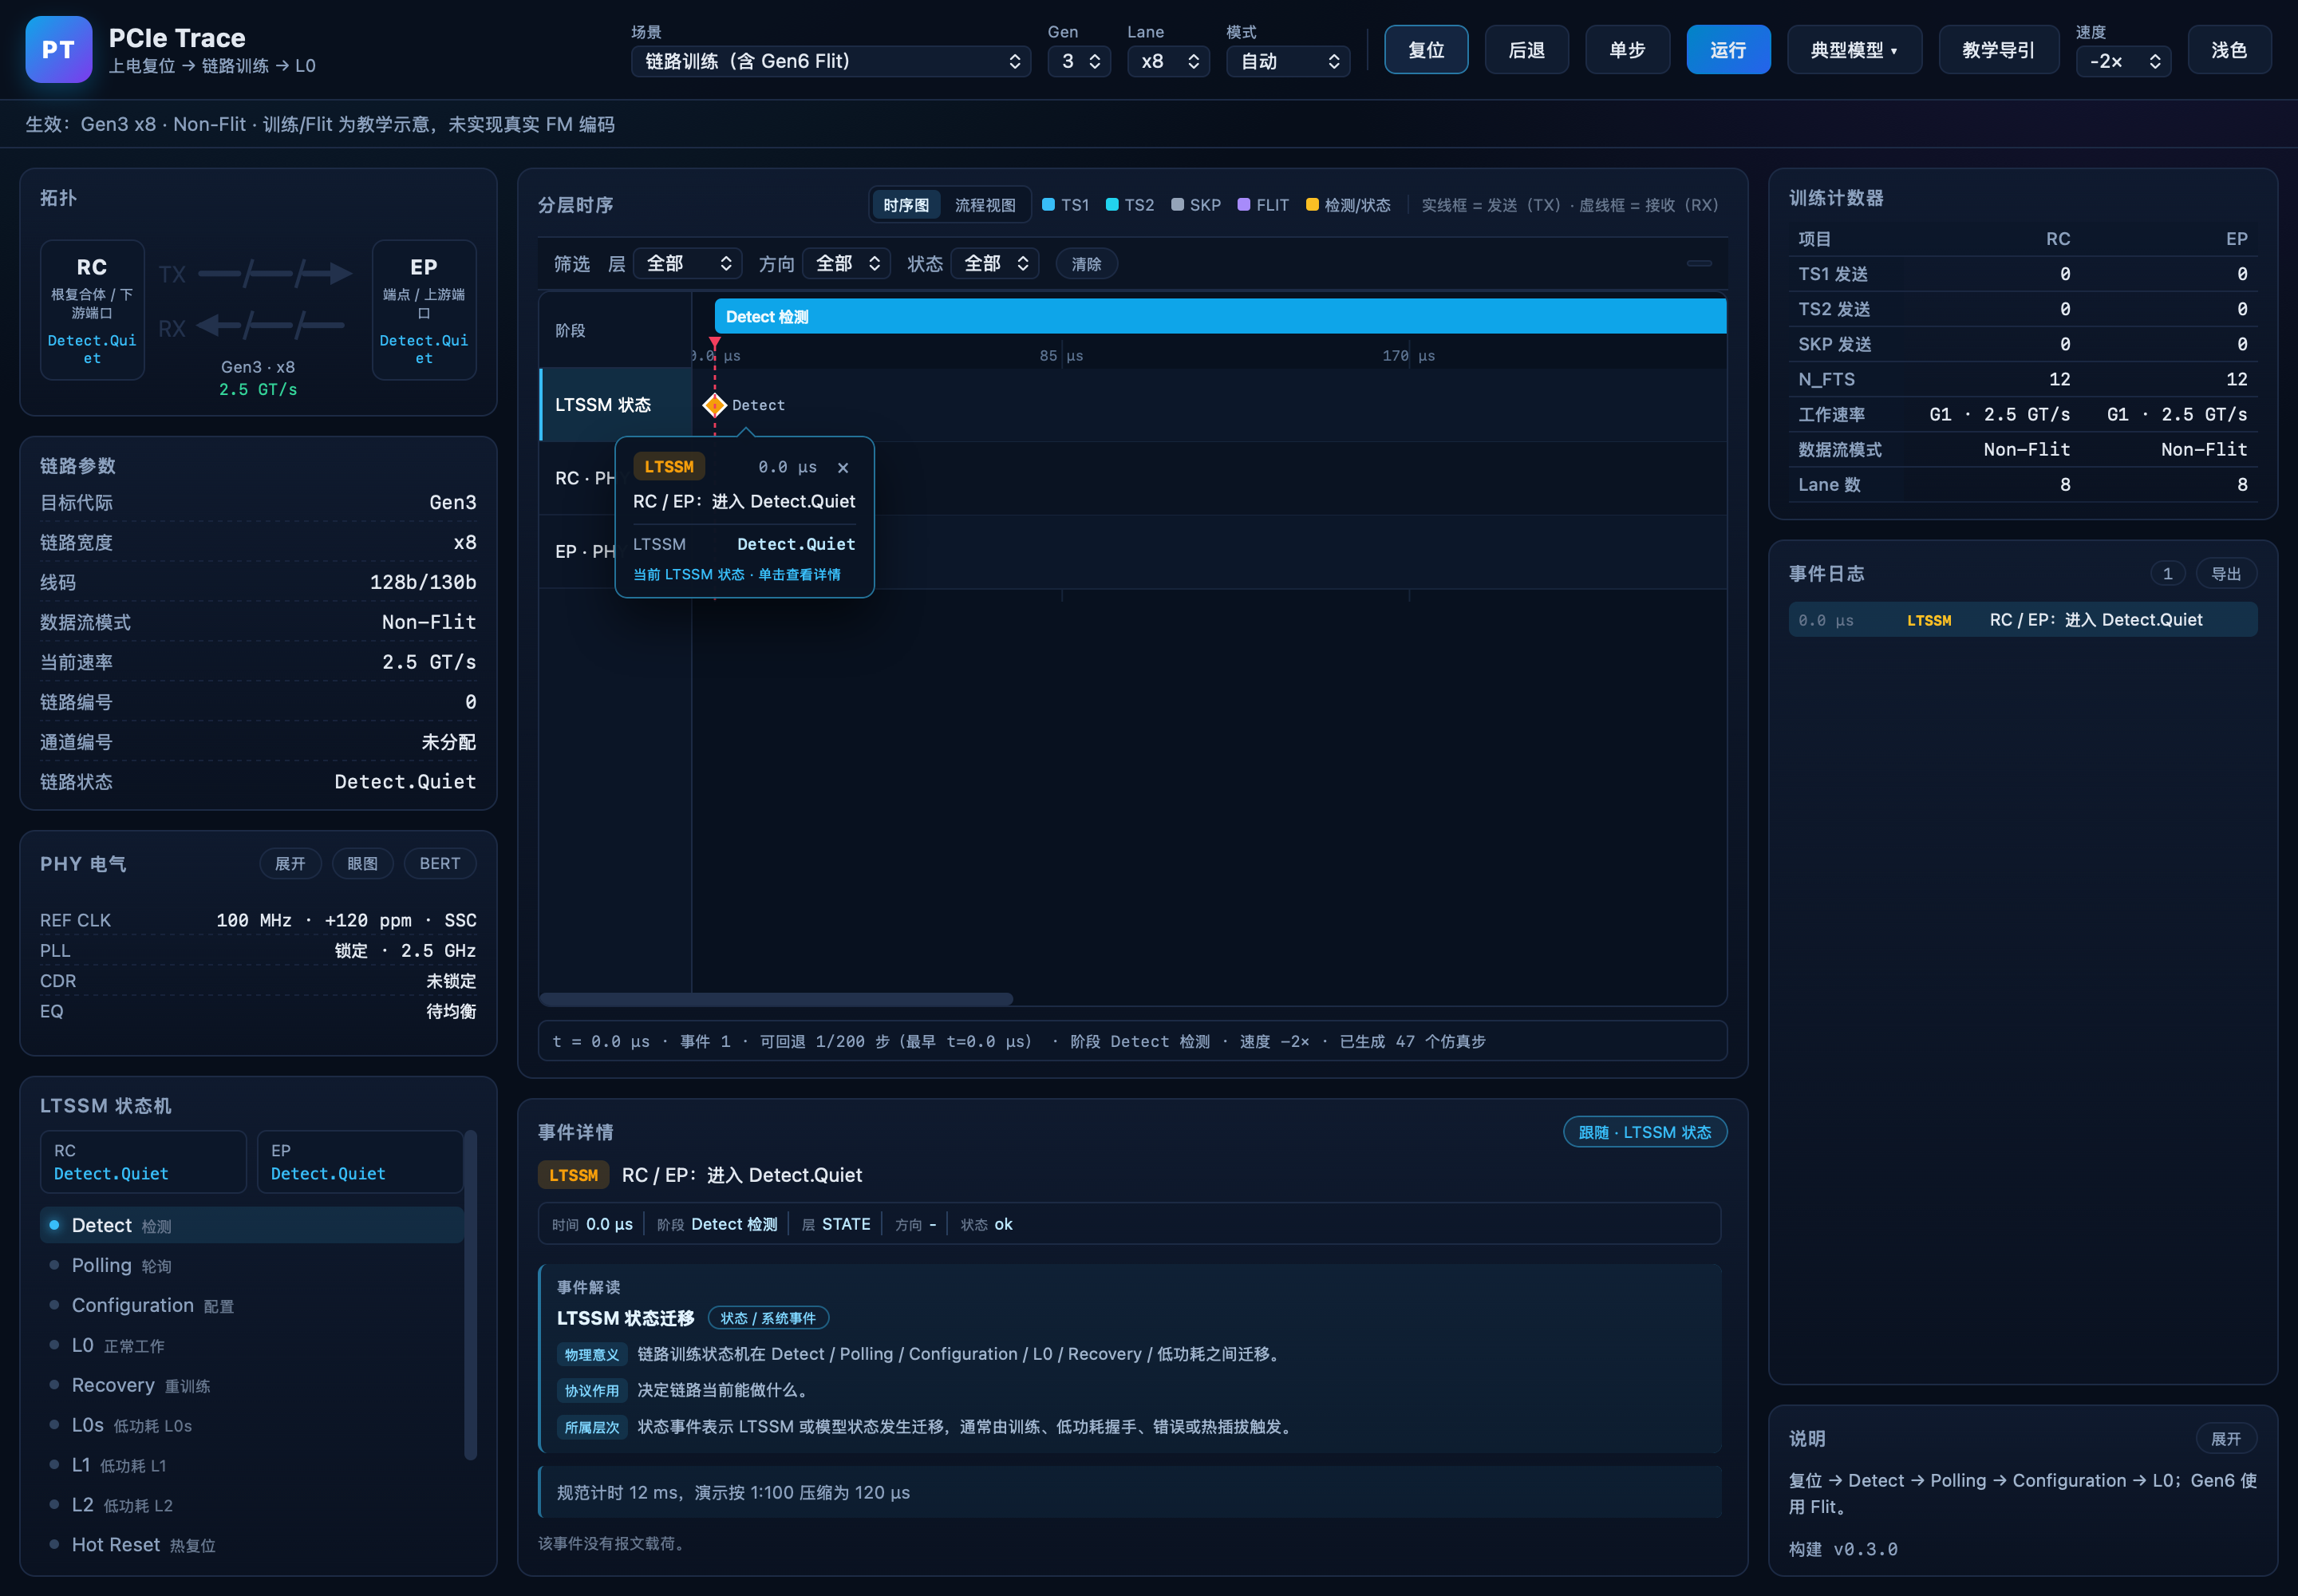 PT
PCIe Trace
上电复位 → 链路训练 → L0
场景
链路训练（含 Gen6 Flit）
Gen
3
Lane
x8
模式
自动
复位
后退
单步
运行
典型模型 ▾
教学导引
速度
-2×
浅色
生效：Gen3 x8 · Non-Flit · 训练/Flit 为教学示意，未实现真实 FM 编码
拓扑
RC
根复合体 / 下
游端口
Detect.Qui
et
TX
RX
Gen3 · x8
2.5 GT/s
EP
端点 / 上游端
口
Detect.Qui
et
链路参数
目标代际 Gen3
链路宽度 x8
线码 128b/130b
数据流模式 Non-Flit
当前速率 2.5 GT/s
链路编号 0
通道编号 未分配
链路状态 Detect.Quiet
PHY 电气
展开
眼图
BERT
REF CLK 100 MHz · +120 ppm · SSC
PLL 锁定 · 2.5 GHz
CDR 未锁定
EQ 待均衡
LTSSM 状态机
RC
Detect.Quiet
EP
Detect.Quiet
Detect 检测
Polling 轮询
Configuration 配置
L0 正常工作
Recovery 重训练
L0s 低功耗 L0s
L1 低功耗 L1
L2 低功耗 L2
Hot Reset 热复位
分层时序
时序图
流程视图
TS1
TS2
SKP
FLIT
检测/状态
实线框 = 发送（TX）· 虚线框 = 接收（RX）
筛选
层
全部
方向
全部
状态
全部
清除
阶段
Detect 检测
0.0 µs
85 µs
170 µs
LTSSM 状态
Detect
RC · PH
EP · PH
LTSSM 0.0 µs ×
RC / EP：进入 Detect.Quiet
LTSSM Detect.Quiet
当前 LTSSM 状态 · 单击查看详情
t = 0.0 µs · 事件 1 · 可回退 1/200 步（最早 t=0.0 µs） · 阶段 Detect 检测 · 速度 -2× · 已生成 47 个仿真步
事件详情
跟随 · LTSSM 状态
LTSSM RC / EP：进入 Detect.Quiet
时间 0.0 µs
阶段 Detect 检测
层 STATE
方向 -
状态 ok
事件解读
LTSSM 状态迁移 状态 / 系统事件
物理意义 链路训练状态机在 Detect / Polling / Configuration / L0 / Recovery / 低功耗之间迁移。
协议作用 决定链路当前能做什么。
所属层次 状态事件表示 LTSSM 或模型状态发生迁移，通常由训练、低功耗握手、错误或热插拔触发。
规范计时 12 ms，演示按 1:100 压缩为 120 µs
该事件没有报文载荷。
训练计数器
项目 RC EP
TS1 发送 0 0
TS2 发送 0 0
SKP 发送 0 0
N_FTS 12 12
工作速率 G1 · 2.5 GT/s G1 · 2.5 GT/s
数据流模式 Non-Flit Non-Flit
Lane 数 8 8
事件日志
1
导出
0.0 µs LTSSM RC / EP：进入 Detect.Quiet
说明
展开
复位 → Detect → Polling → Configuration → L0；Gen6 使
用 Flit。
构建 v0.3.0